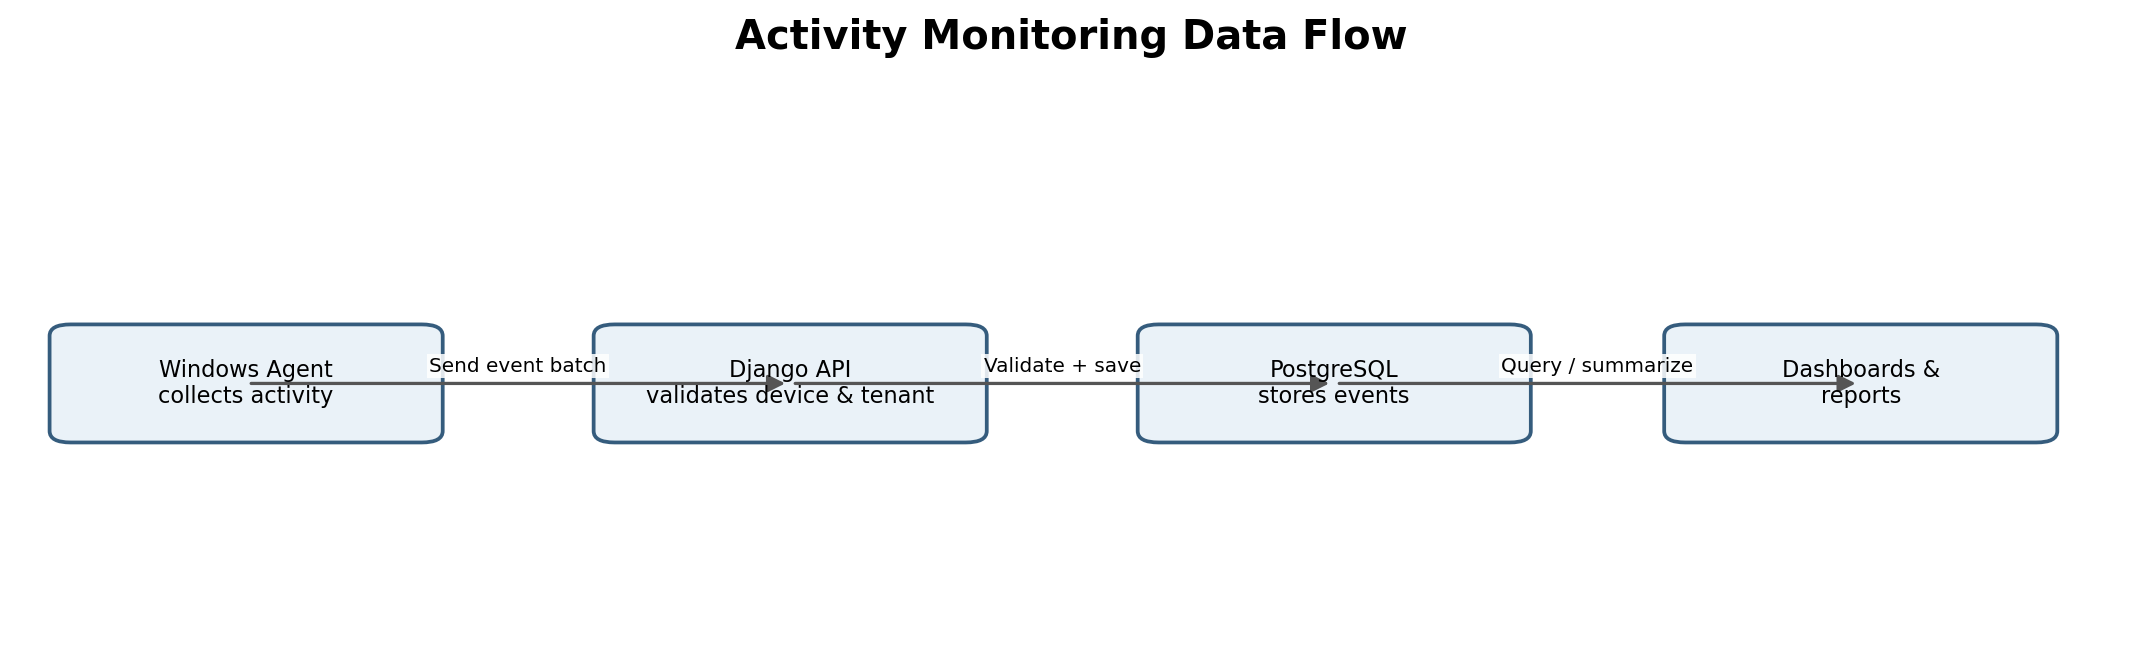 Activity Monitoring Data Flow
Windows Agent
collects activity
Send event batch
Django API
validates device & tenant
Validate + save
PostgreSQL
stores events
Query / summarize
Dashboards &
reports